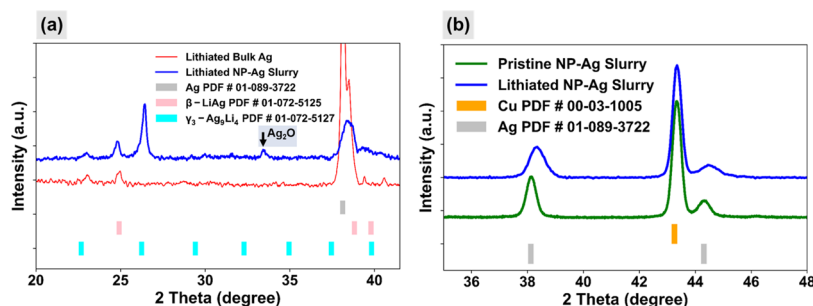 (a)
Intensity (a.u.)
Lithiated Bulk Ag
Lithiated NP-Ag Slurry
Ag PDF # 01-089-3722
β − LiAg PDF # 01-072-5125
γ₃ − Ag₉Li₄ PDF # 01-072-5127
Ag₂O
20 25 30 35 40
2 Theta (degree)
(b)
Intensity (a.u.)
Pristine NP-Ag Slurry
Lithiated NP-Ag Slurry
Cu PDF # 00-03-1005
Ag PDF # 01-089-3722
36 38 40 42 44 46 48
2 Theta (degree)